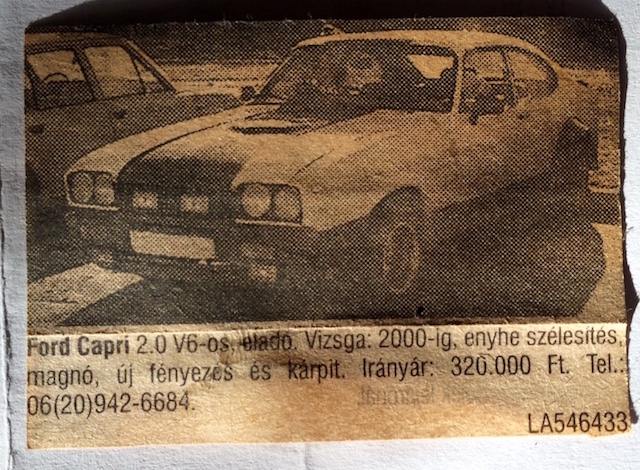 Ford Capri 2.0 V6-os, eladó. Vizsga: 2000-ig, enyhe szélesítés,
magnó, új fényezés és kárpit. Irányár: 320.000 Ft. Tel.:
06(20)942-6684.
LA546433